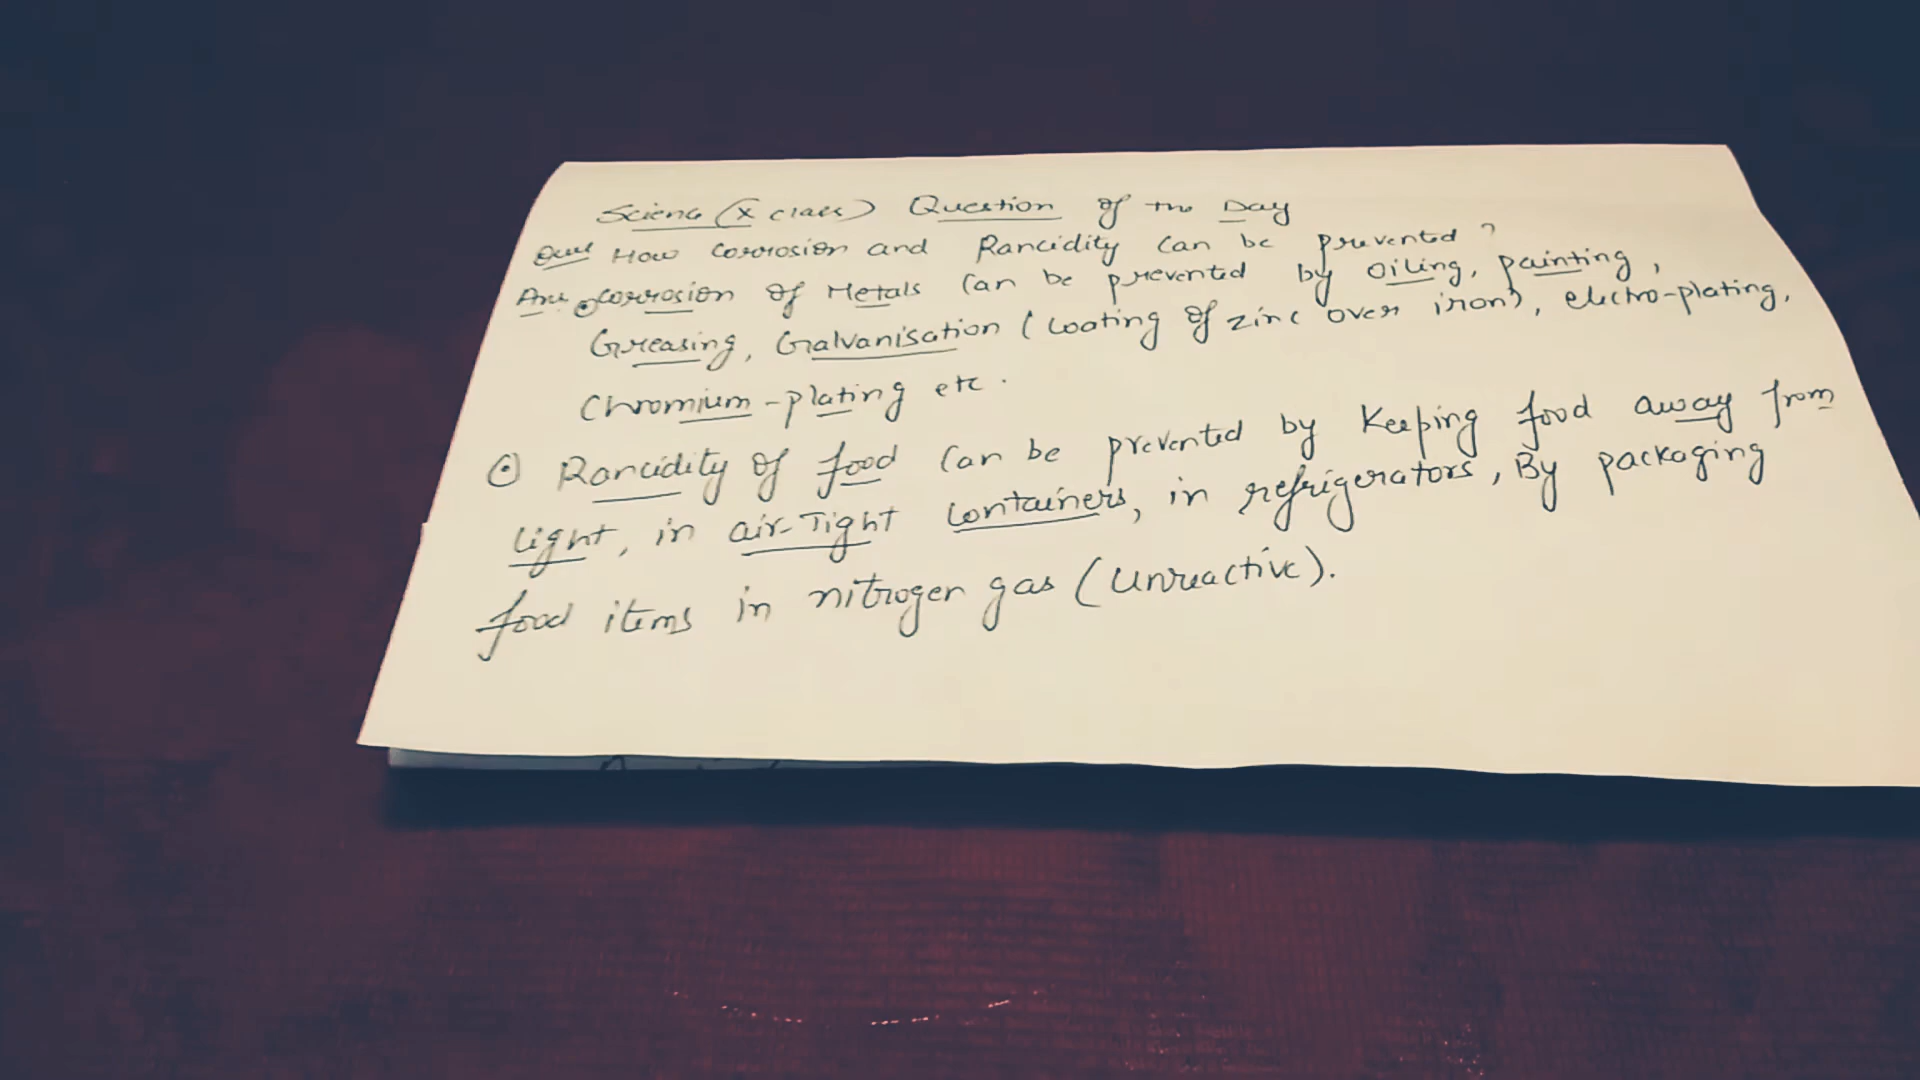 Science (X class) Question of the Day
Ques How corrosion and Rancidity can be prevented?
Ans ⊙ corrosion of Metals can be prevented by oiling, painting,
Greasing, Galvanisation (coating of zinc over iron), electro-plating,
Chromium-plating etc.
⊙ Rancidity of food can be prevented by Keeping food away from
light, in air-Tight containers, in refrigerators, By packaging
food items in nitrogen gas (Unreactive).